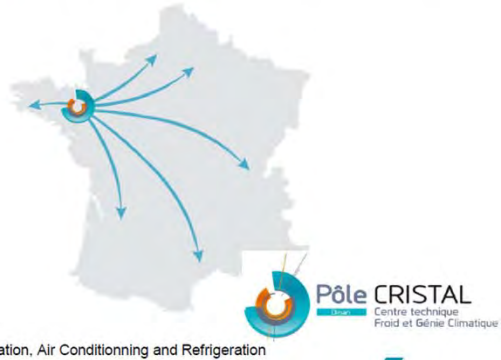 Pôle CRISTAL
Dinan
Centre technique
Froid et Génie Climatique
ation, Air Conditionning and Refrigeration